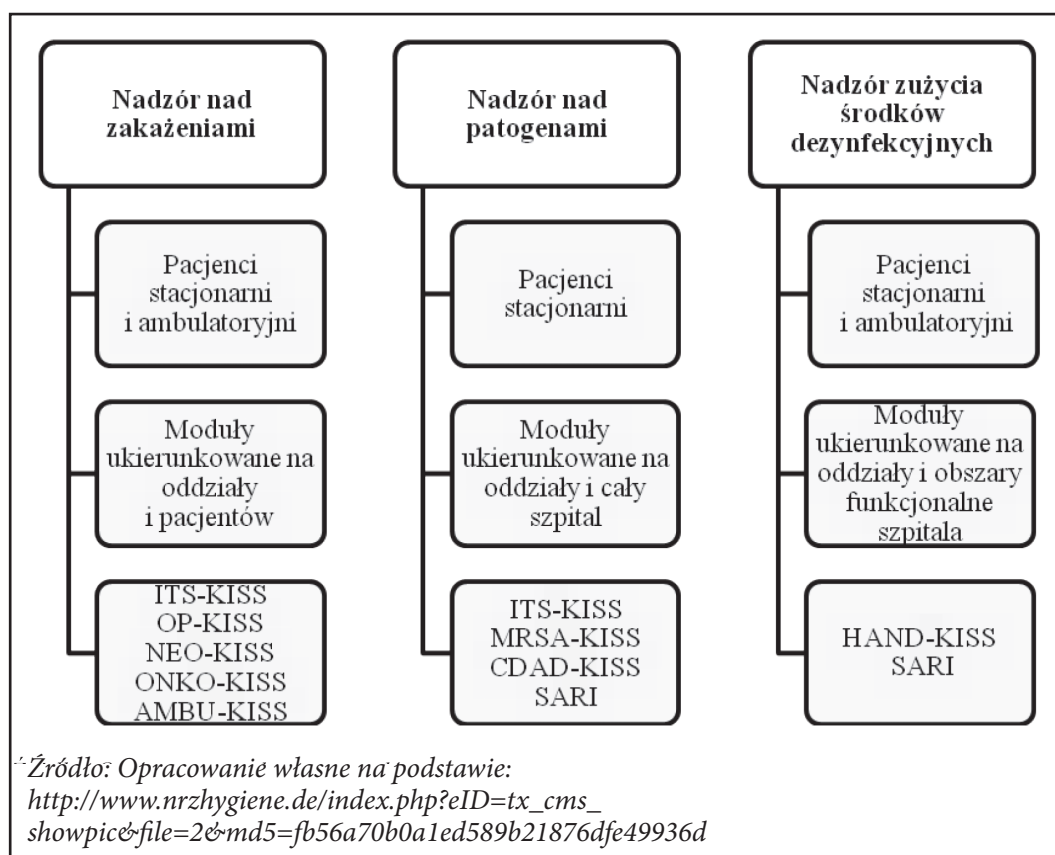 Nadzór nad
zakażeniami
Pacjenci
stacjonarni
i ambulatoryjni
Moduły
ukierunkowane na
oddziały
i pacjentów
ITS-KISS
OP-KISS
NEO-KISS
ONKO-KISS
AMBU-KISS
Nadzór nad
patogenami
Pacjenci
stacjonarni
Moduły
ukierunkowane na
oddziały i cały
szpital
ITS-KISS
MRSA-KISS
CDAD-KISS
SARI
Nadzór zużycia
środków
dezynfekcyjnych
Pacjenci
stacjonarni
i ambulatoryjni
Moduły
ukierunkowane na
oddziały i obszary
funkcjonalne
szpitala
HAND-KISS
SARI
Źródło: Opracowanie własne na podstawie:
http://www.nrzhygiene.de/index.php?eID=tx_cms_
showpic&file=2&md5=fb56a70b0a1ed589b21876dfe49936d